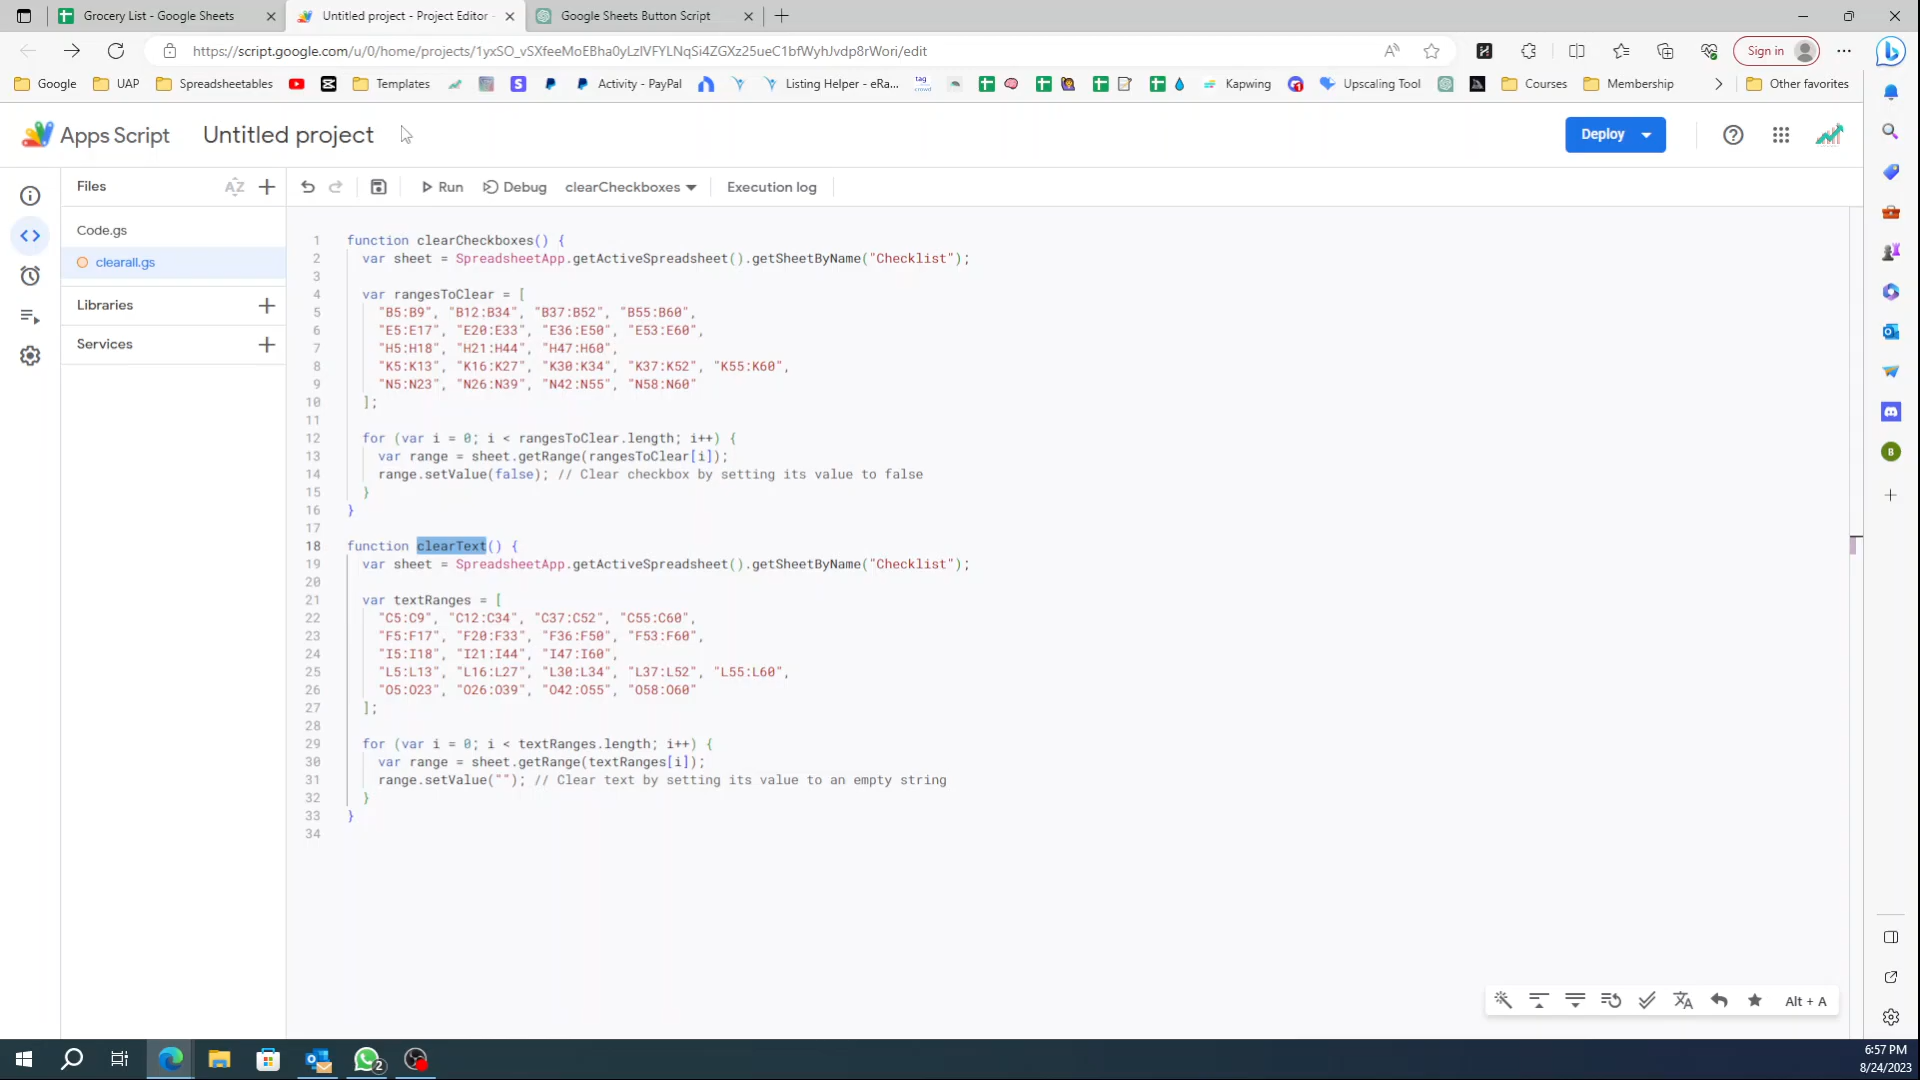 Grocery List - Google Sheets
Untitled project - Project Editor -
Google Sheets Button Script
https://script.google.com/u/0/home/projects/1yxSO_vSXfeeMoEBha0yLzIVFYLNqSi4ZGXz25ueC1bfWyhJvdp8rWori/edit
Sign in
Google
UAP
Spreadsheetables
Templates
Activity - PayPal
Listing Helper - eRa...
Kapwing
Upscaling Tool
Courses
Membership
Other favorites
Apps Script
Untitled project
Deploy
Files
AZ
Run
Debug
clearCheckboxes
Execution log
Code.gs
clearall.gs
Libraries
Services
1 function clearCheckboxes() {
2 var sheet = SpreadsheetApp.getActiveSpreadsheet().getSheetByName("Checklist");
3
4 var rangesToClear = [
5 "B5:B9", "B12:B34", "B37:B52", "B55:B60",
6 "E5:E17", "E20:E33", "E36:E50", "E53:E60",
7 "H5:H18", "H21:H44", "H47:H60",
8 "K5:K13", "K16:K27", "K30:K34", "K37:K52", "K55:K60",
9 "N5:N23", "N26:N39", "N42:N55", "N58:N60"
10 ];
11
12 for (var i = 0; i < rangesToClear.length; i++) {
13 var range = sheet.getRange(rangesToClear[i]);
14 range.setValue(false); // Clear checkbox by setting its value to false
15 }
16 }
17
18 function clearText() {
19 var sheet = SpreadsheetApp.getActiveSpreadsheet().getSheetByName("Checklist");
20
21 var textRanges = [
22 "C5:C9", "C12:C34", "C37:C52", "C55:C60",
23 "F5:F17", "F20:F33", "F36:F50", "F53:F60",
24 "I5:I18", "I21:I44", "I47:I60",
25 "L5:L13", "L16:L27", "L30:L34", "L37:L52", "L55:L60",
26 "O5:O23", "O26:O39", "O42:O55", "O58:O60"
27 ];
28
29 for (var i = 0; i < textRanges.length; i++) {
30 var range = sheet.getRange(textRanges[i]);
31 range.setValue(""); // Clear text by setting its value to an empty string
32 }
33 }
34
B
Alt + A
2
6:57 PM
8/24/2023